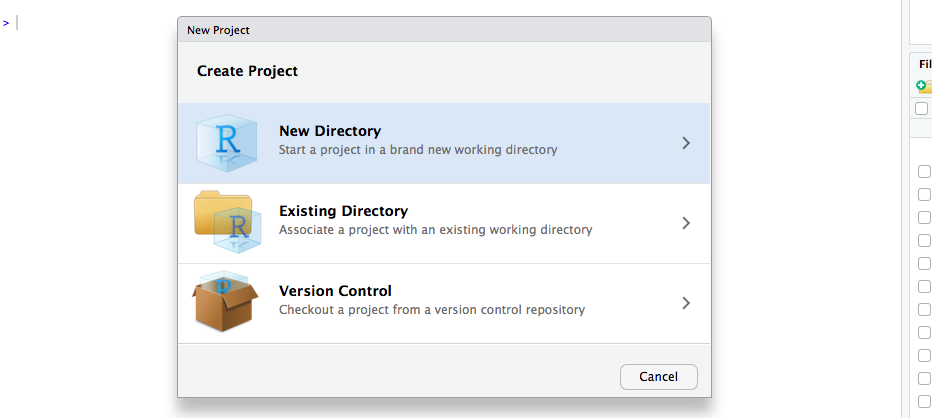 >
New Project
Create Project
New Directory
Start a project in a brand new working directory
Existing Directory
Associate a project with an existing working directory
Version Control
Checkout a project from a version control repository
Cancel
Fil
R
R
R